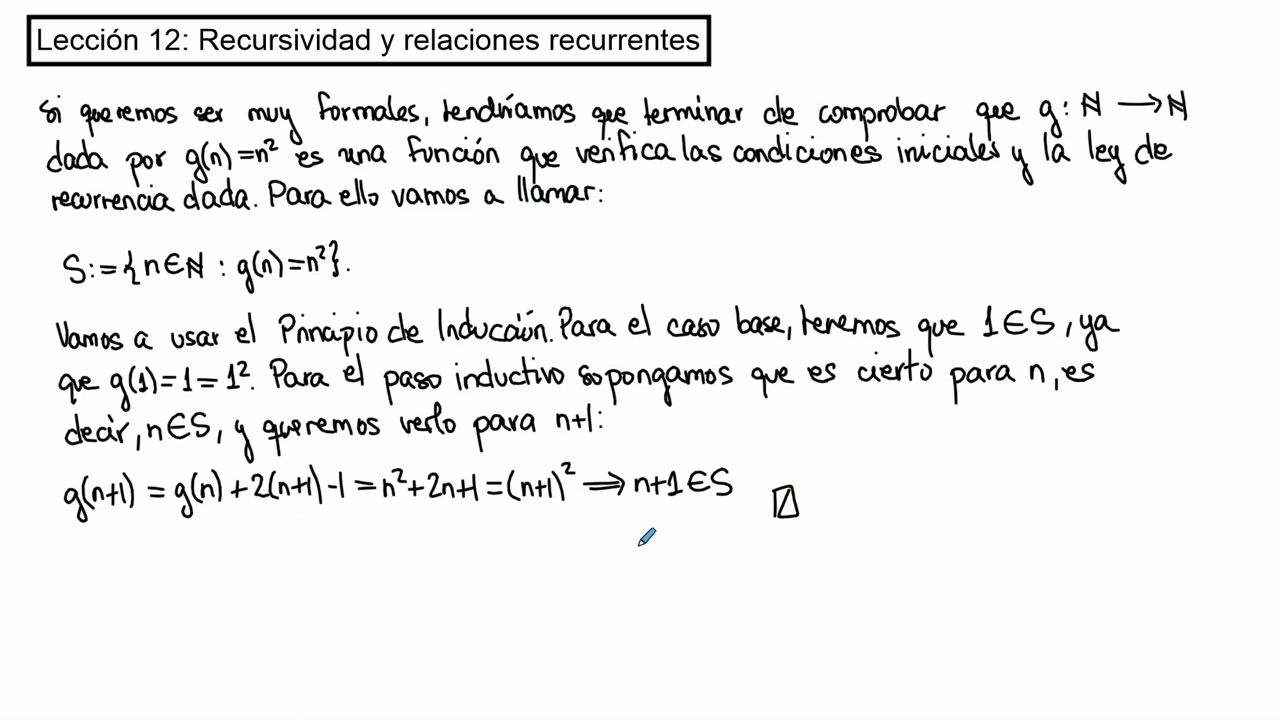 Lección 12: Recursividad y relaciones recurrentes
Si queremos ser muy formales, tendríamos que terminar de comprobar que g: ℕ ⟶ ℕ
dada por g(n)=n² es una función que verifica las condiciones iniciales y la ley de
recurrencia dada. Para ello vamos a llamar:
S:={n∈ℕ : g(n)=n²}.
Vamos a usar el Principio de Inducción. Para el caso base, tenemos que 1∈S, ya
que g(1)=1=1². Para el paso inductivo sopongamos que es cierto para n, es
decir, n∈S, y queremos verlo para n+1:
g(n+1) = g(n)+2(n+1)-1 = n²+2n+1 = (n+1)² ⟹ n+1∈S